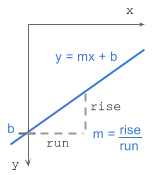 x
y = mx + b
rise
b
m = rise/run
run
y